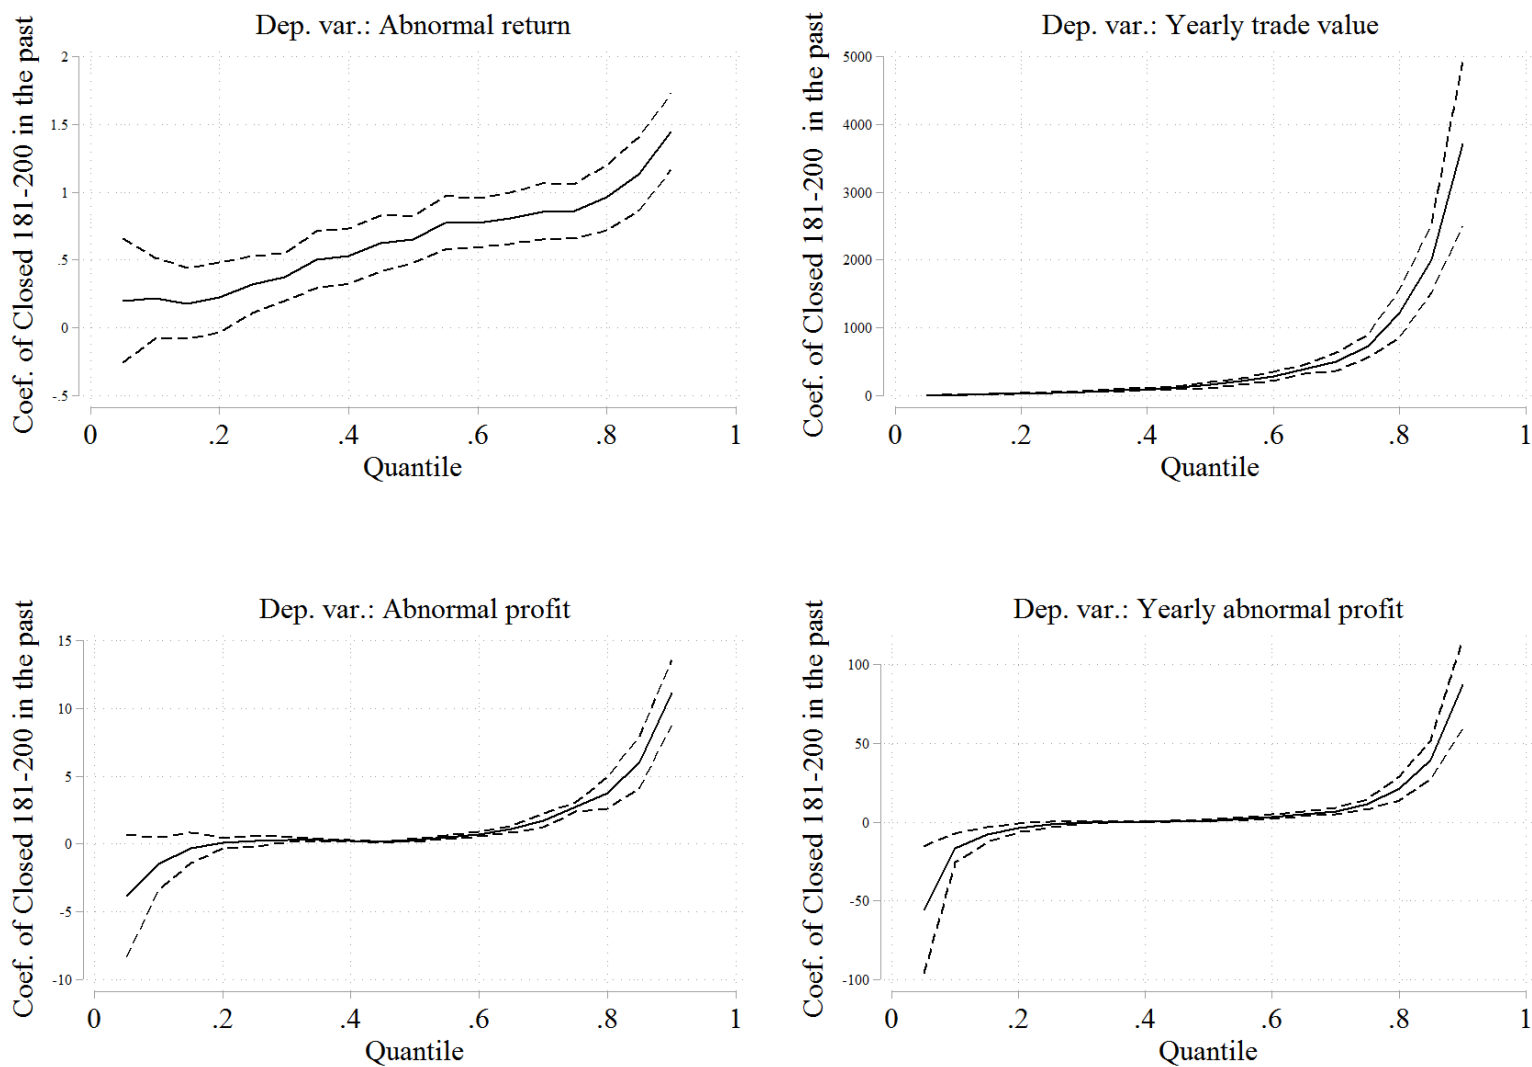 Dep. var.: Abnormal return
Coef. of Closed 181-200 in the past
2
1.5
1
.5
0
-.5
0 .2 .4 .6 .8 1
Quantile
Dep. var.: Yearly trade value
Coef. of Closed 181-200 in the past
5000
4000
3000
2000
1000
0
0 .2 .4 .6 .8 1
Quantile
Dep. var.: Abnormal profit
Coef. of Closed 181-200 in the past
15
10
5
0
-5
-10
0 .2 .4 .6 .8 1
Quantile
Dep. var.: Yearly abnormal profit
Coef. of Closed 181-200 in the past
100
50
0
-50
-100
0 .2 .4 .6 .8 1
Quantile